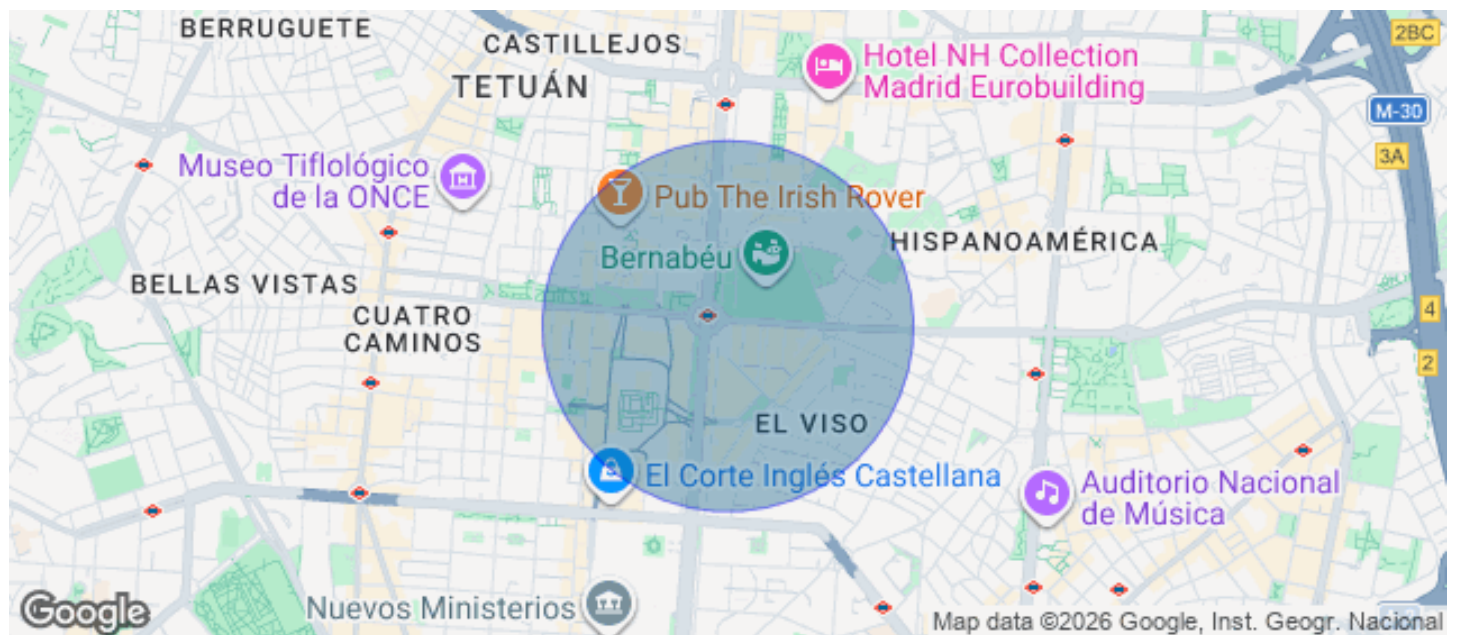 BERRUGUETE
CASTILLEJOS
TETUÁN
Hotel NH Collection
Madrid Eurobuilding
2BC
M-30
3A
Museo Tiflológico
de la ONCE
Pub The Irish Rover
Bernabéu
HISPANOAMÉRICA
BELLAS VISTAS
CUATRO
CAMINOS
4
2
EL VISO
El Corte Inglés Castellana
Auditorio Nacional
de Música
Nuevos Ministerios
Google
Map data ©2026 Google, Inst. Geogr. Nacional